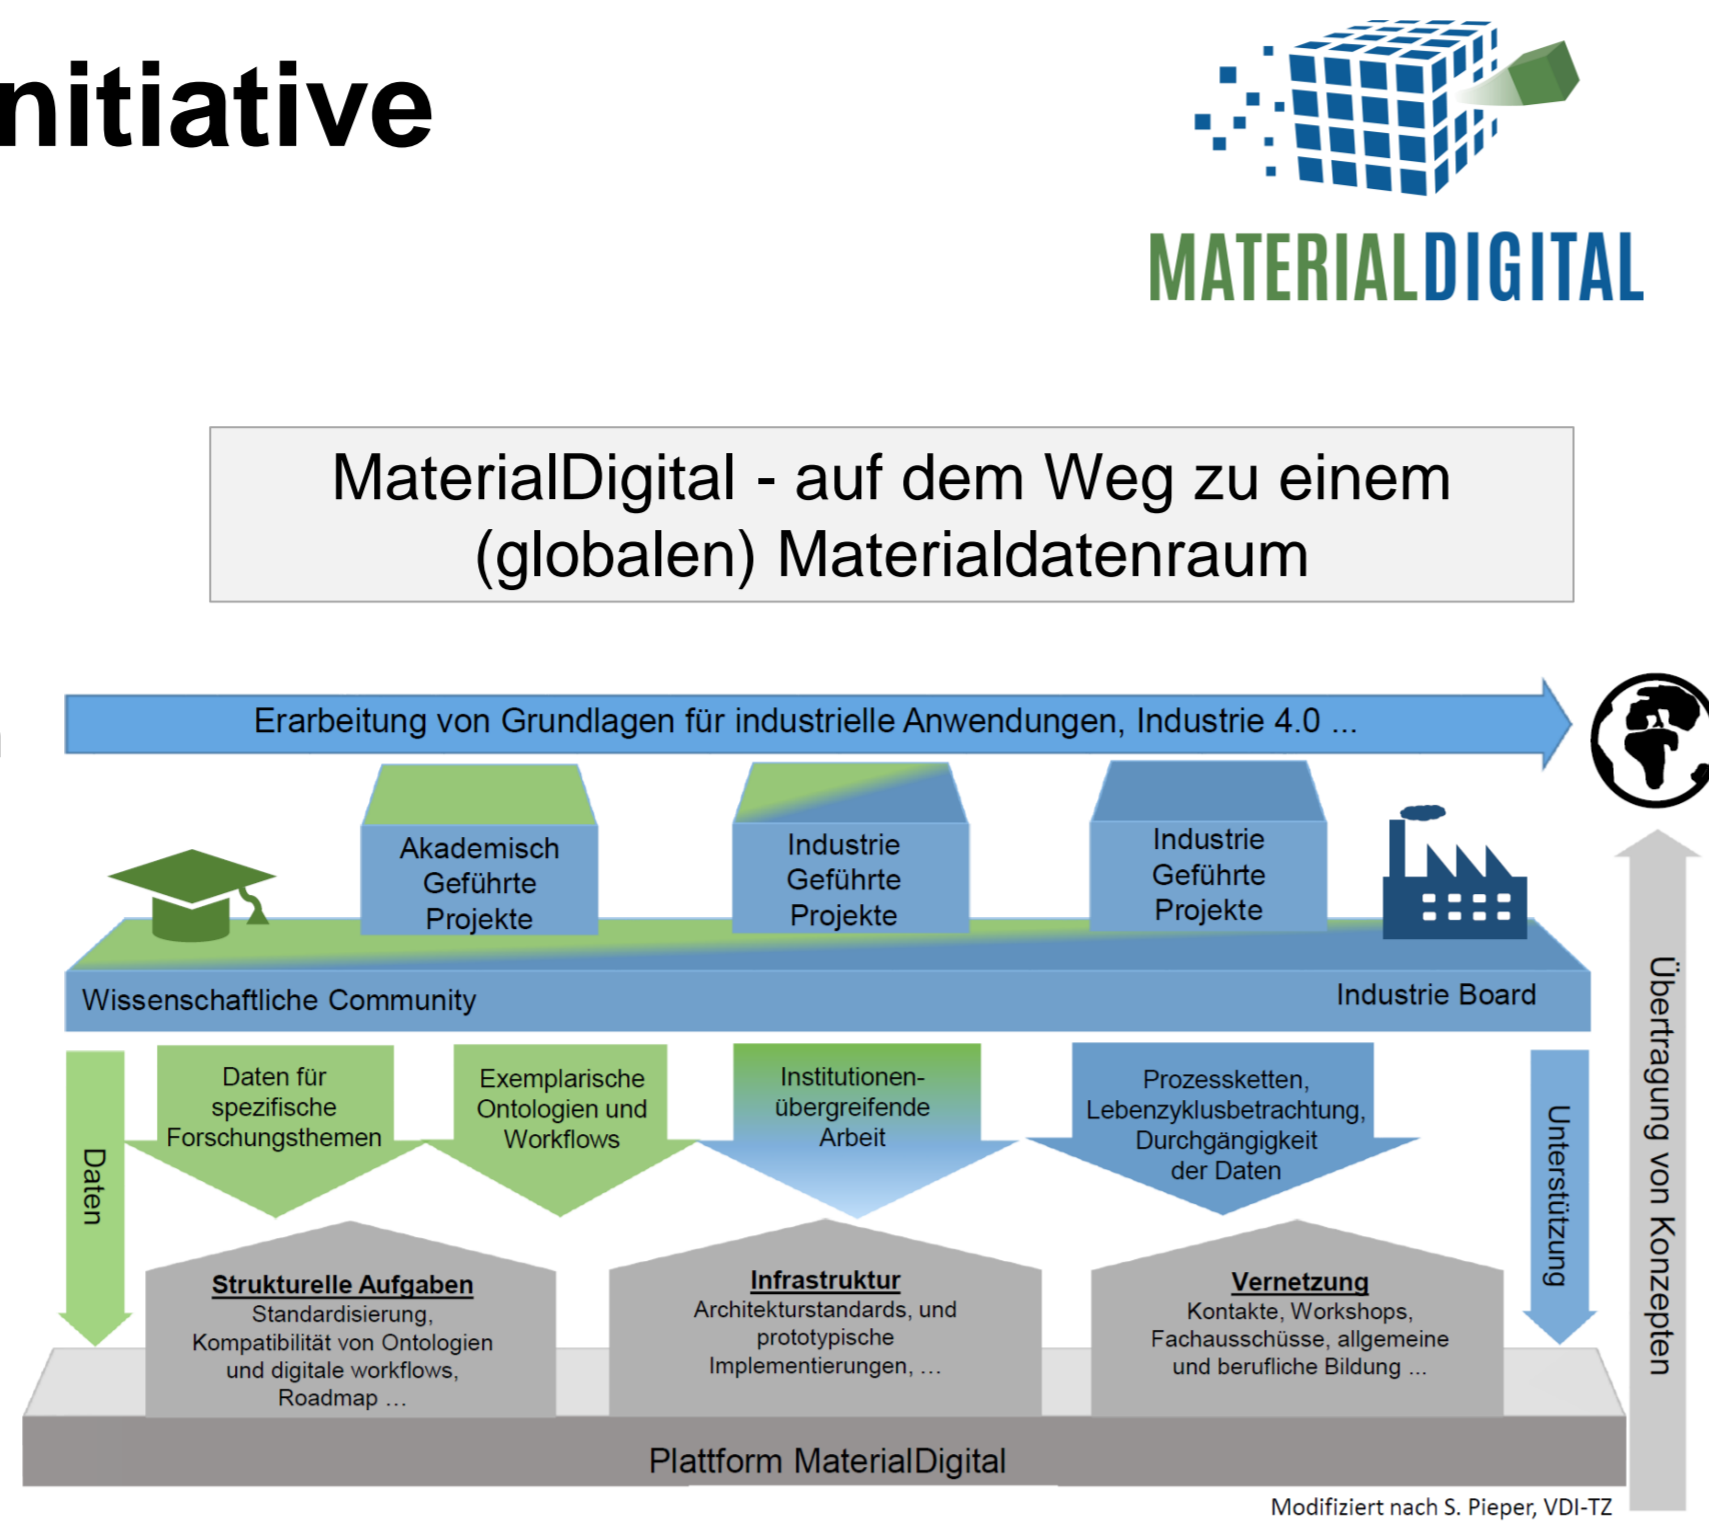 nitiative
MATERIALDIGITAL
MaterialDigital - auf dem Weg zu einem
(globalen) Materialdatenraum
Erarbeitung von Grundlagen für industrielle Anwendungen, Industrie 4.0 ...
Akademisch
Geführte
Projekte
Industrie
Geführte
Projekte
Industrie
Geführte
Projekte
Wissenschaftliche Community
Industrie Board
Daten
Daten für
spezifische
Forschungsthemen
Exemplarische
Ontologien und
Workflows
Institutionen-
übergreifende
Arbeit
Prozessketten,
Lebenzyklusbetrachtung,
Durchgängigkeit
der Daten
Unterstützung
Übertragung von Konzepten
Strukturelle Aufgaben
Standardisierung,
Kompatibilität von Ontologien
und digitale workflows,
Roadmap ...
Infrastruktur
Architekturstandards, und
prototypische
Implementierungen, ...
Vernetzung
Kontakte, Workshops,
Fachausschüsse, allgemeine
und berufliche Bildung ...
Plattform MaterialDigital
Modifiziert nach S. Pieper, VDI-TZ